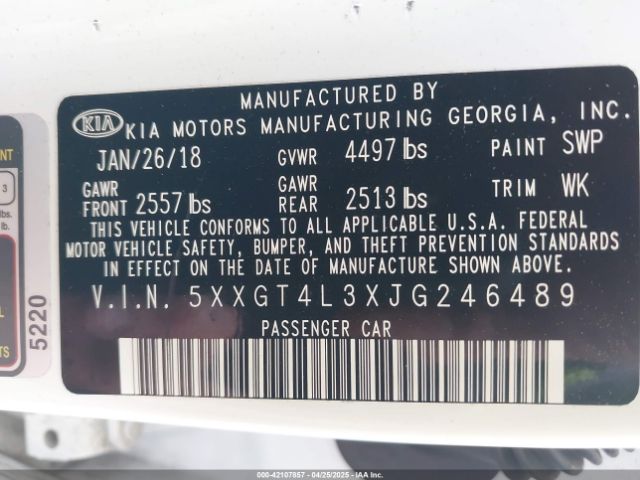 MANUFACTURED BY
KIA KIA MOTORS MANUFACTURING GEORGIA, INC.
JAN/26/18 GVWR 4497 lbs PAINT SWP
GAWR FRONT 2557 lbs GAWR REAR 2513 lbs TRIM WK
THIS VEHICLE CONFORMS TO ALL APPLICABLE U.S.A. FEDERAL
MOTOR VEHICLE SAFETY, BUMPER, AND THEFT PREVENTION STANDARDS
IN EFFECT ON THE DATE OF MANUFACTURE SHOWN ABOVE.
V.I.N. 5XXGT4L3XJG246489
PASSENGER CAR
5220
3
lbs.
lb.
000-42107857 - 04/25/2025 - IAA Inc.